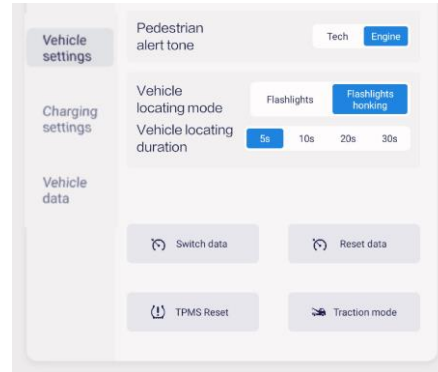 Vehicle
settings
Charging
settings
Vehicle
data
Pedestrian
alert tone
Tech
Engine
Vehicle
locating mode
Flashlights
Flashlights
honking
Vehicle locating
duration
5s
10s
20s
30s
Switch data
Reset data
TPMS Reset
Traction mode